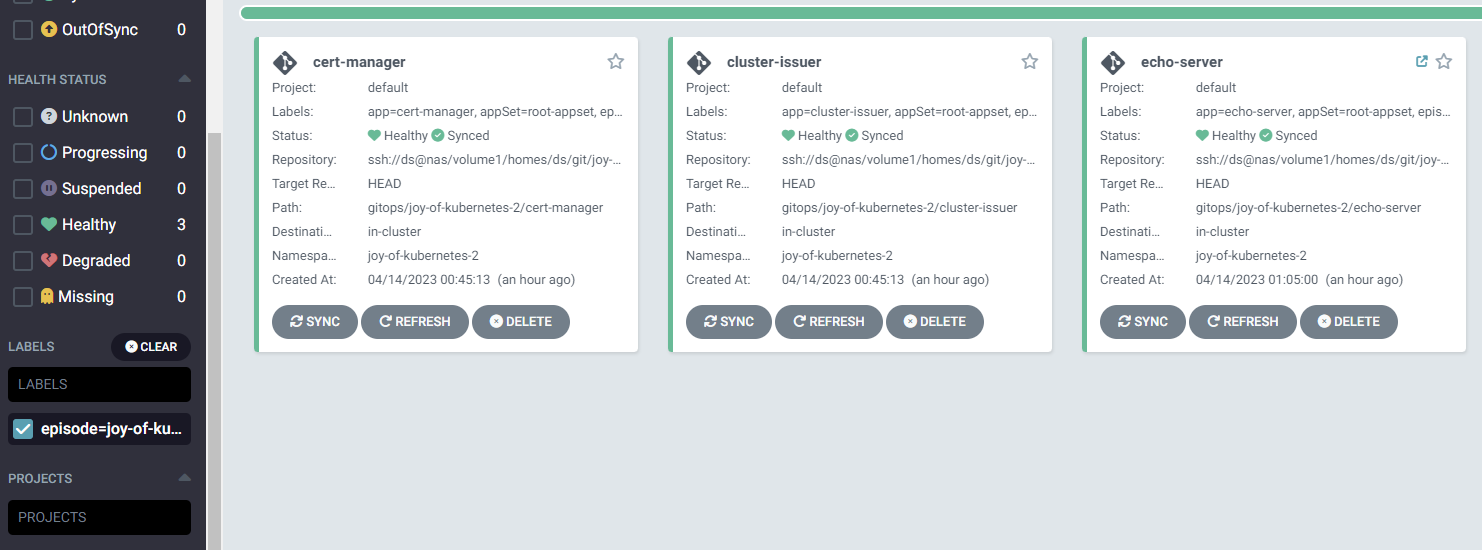 OutOfSync 0
HEALTH STATUS
Unknown 0
Progressing 0
Suspended 0
Healthy 3
Degraded 0
Missing 0
LABELS CLEAR
LABELS
episode=joy-of-ku...
PROJECTS
PROJECTS
cert-manager
Project: default
Labels: app=cert-manager, appSet=root-appset, ep...
Status: Healthy Synced
Repository: ssh://ds@nas/volume1/homes/ds/git/joy-...
Target Re... HEAD
Path: gitops/joy-of-kubernetes-2/cert-manager
Destinati... in-cluster
Namespa... joy-of-kubernetes-2
Created At: 04/14/2023 00:45:13 (an hour ago)
SYNC REFRESH DELETE
cluster-issuer
Project: default
Labels: app=cluster-issuer, appSet=root-appset, ep...
Status: Healthy Synced
Repository: ssh://ds@nas/volume1/homes/ds/git/joy-...
Target Re... HEAD
Path: gitops/joy-of-kubernetes-2/cluster-issuer
Destinati... in-cluster
Namespa... joy-of-kubernetes-2
Created At: 04/14/2023 00:45:13 (an hour ago)
SYNC REFRESH DELETE
echo-server
Project: default
Labels: app=echo-server, appSet=root-appset, epis...
Status: Healthy Synced
Repository: ssh://ds@nas/volume1/homes/ds/git/joy-...
Target Re... HEAD
Path: gitops/joy-of-kubernetes-2/echo-server
Destinati... in-cluster
Namespa... joy-of-kubernetes-2
Created At: 04/14/2023 01:05:00 (an hour ago)
SYNC REFRESH DELETE